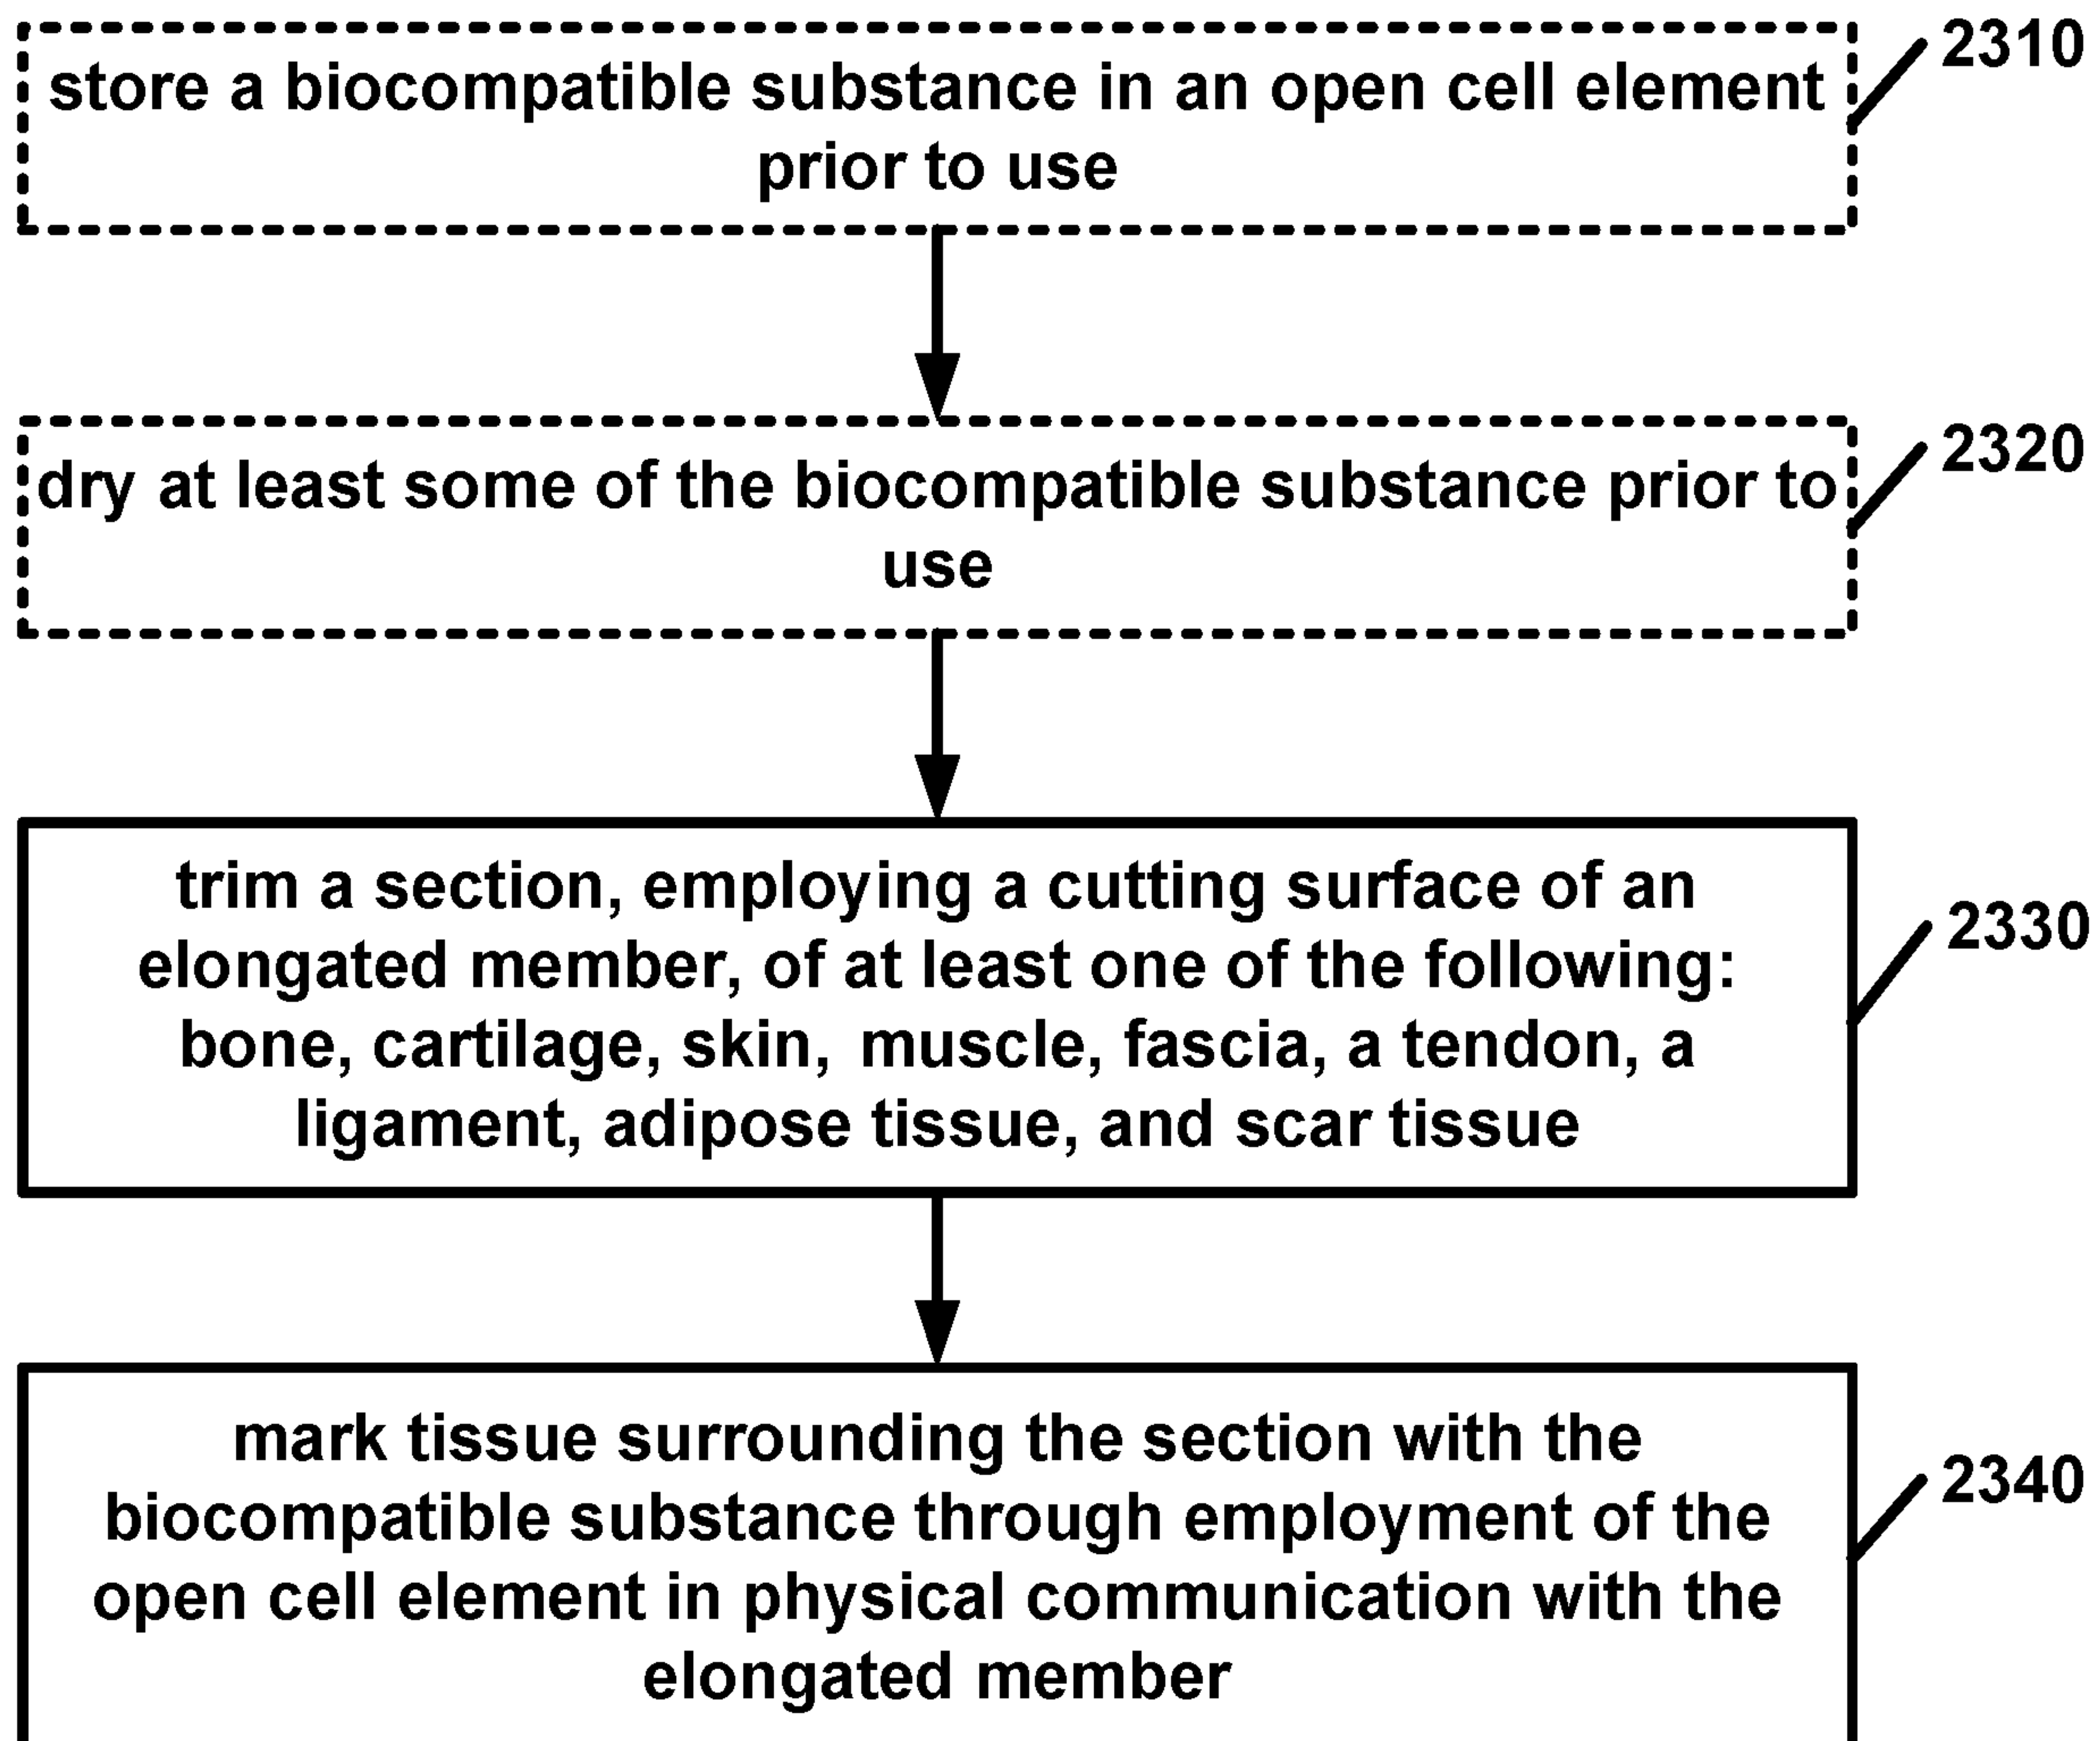 2310
store a biocompatible substance in an open cell element
prior to use
2320
dry at least some of the biocompatible substance prior to
use
trim a section, employing a cutting surface of an
2330
elongated member, of at least one of the following:
bone, cartilage, skin, muscle, fascia, a tendon, a
ligament, adipose tissue, and scar tissue
mark tissue surrounding the section with the
2340
biocompatible substance through employment of the
open cell element in physical communication with the
elongated member